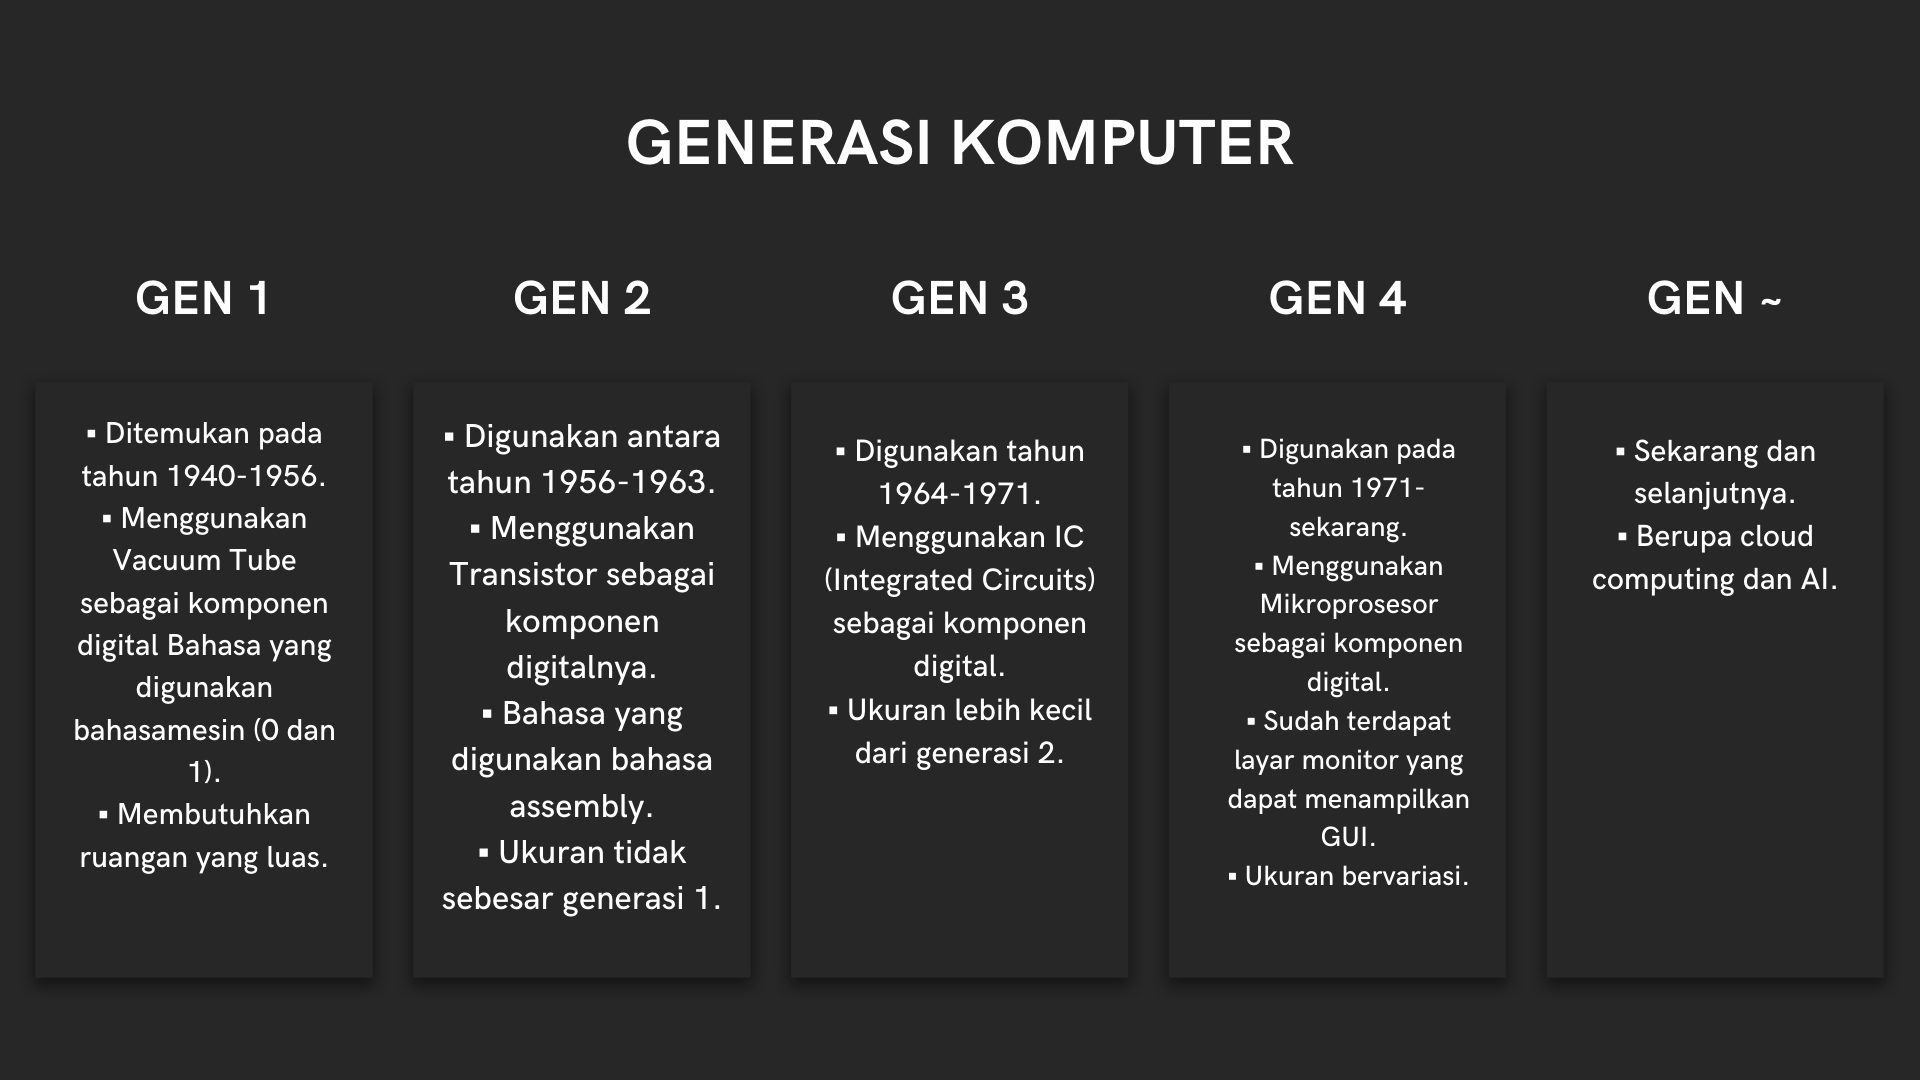 GENERASI KOMPUTER
GEN 1
▪ Ditemukan pada
tahun 1940-1956.
▪ Menggunakan
Vacuum Tube
sebagai komponen
digital Bahasa yang
digunakan
bahasamesin (0 dan
1).
▪ Membutuhkan
ruangan yang luas.
GEN 2
▪ Digunakan antara
tahun 1956-1963.
▪ Menggunakan
Transistor sebagai
komponen
digitalnya.
▪ Bahasa yang
digunakan bahasa
assembly.
▪ Ukuran tidak
sebesar generasi 1.
GEN 3
▪ Digunakan tahun
1964-1971.
▪ Menggunakan IC
(Integrated Circuits)
sebagai komponen
digital.
▪ Ukuran lebih kecil
dari generasi 2.
GEN 4
▪ Digunakan pada
tahun 1971-
sekarang.
▪ Menggunakan
Mikroprosesor
sebagai komponen
digital.
▪ Sudah terdapat
layar monitor yang
dapat menampilkan
GUI.
▪ Ukuran bervariasi.
GEN ~
▪ Sekarang dan
selanjutnya.
▪ Berupa cloud
computing dan AI.